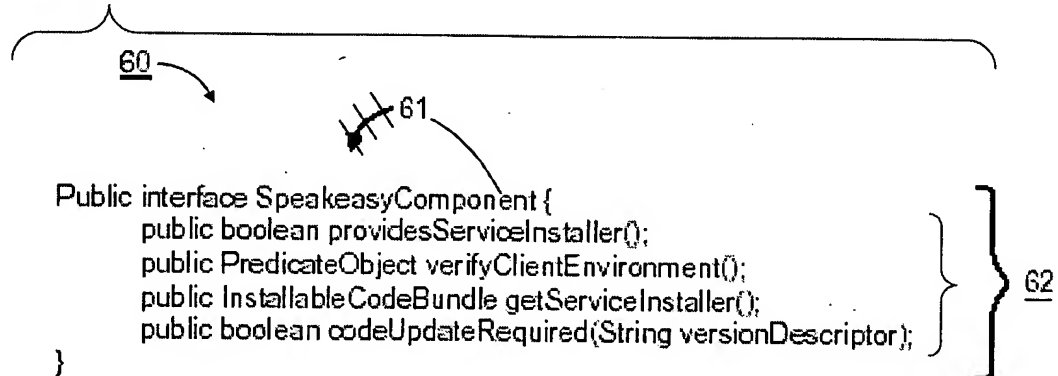 60
61
Public interface SpeakeasyComponent {
public boolean providesServiceInstaller();
public PredicateObject verifyClientEnvironment();
public InstallableCodeBundle getServiceInstaller();
public boolean codeUpdateRequired(String versionDescriptor);
}
62